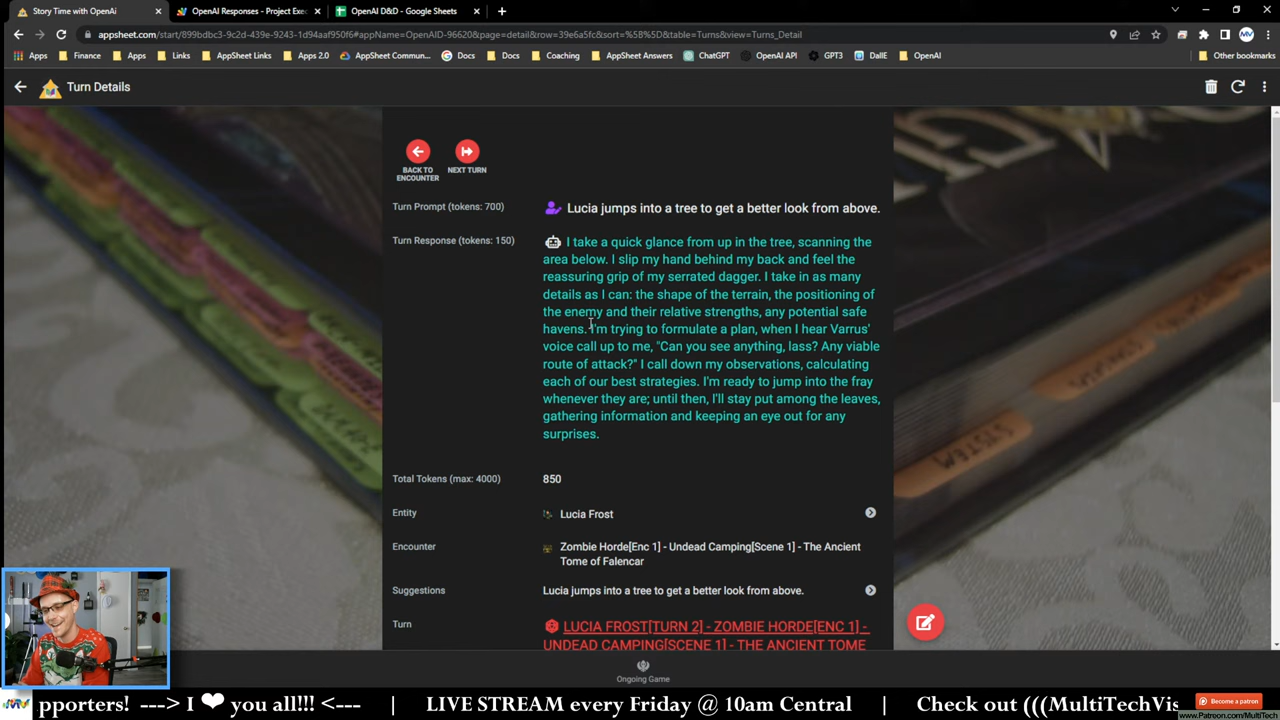 Story Time with OpenAi
OpenAI Responses - Project Exec
OpenAI D&D - Google Sheets
appsheet.com/start/899bdbc3-9c2d-439e-9243-1d94aaf950f6#appName=OpenAID-96620&page=detail&row=39e6a5fc&sort=%5B%5D&table=Turns&view=Turns_Detail
Apps
Finance
Apps
Links
AppSheet Links
Apps 2.0
AppSheet Commun...
Docs
Docs
Coaching
AppSheet Answers
ChatGPT
OpenAI API
GPT3
DallE
OpenAI
Other bookmarks
Turn Details
BACK TO
ENCOUNTER
NEXT TURN
Turn Prompt (tokens: 700)
Lucia jumps into a tree to get a better look from above.
Turn Response (tokens: 150)
I take a quick glance from up in the tree, scanning the
area below. I slip my hand behind my back and feel the
reassuring grip of my serrated dagger. I take in as many
details as I can: the shape of the terrain, the positioning of
the enemy and their relative strengths, any potential safe
havens. I'm trying to formulate a plan, when I hear Varrus'
voice call up to me, "Can you see anything, lass? Any viable
route of attack?" I call down my observations, calculating
each of our best strategies. I'm ready to jump into the fray
whenever they are; until then, I'll stay put among the leaves,
gathering information and keeping an eye out for any
surprises.
Total Tokens (max: 4000)
850
Entity
Lucia Frost
Encounter
Zombie Horde[Enc 1] - Undead Camping[Scene 1] - The Ancient
Tome of Falencar
Suggestions
Lucia jumps into a tree to get a better look from above.
Turn
LUCIA FROST[TURN 2] - ZOMBIE HORDE[ENC 1] -
UNDEAD CAMPING[SCENE 1] - THE ANCIENT TOME
Ongoing Game
pporters! ---> I ❤ you all!!! <--- | LIVE STREAM every Friday @ 10am Central | Check out (((MultiTechVis
Become a patron
www.Patreon.com/MultiTech